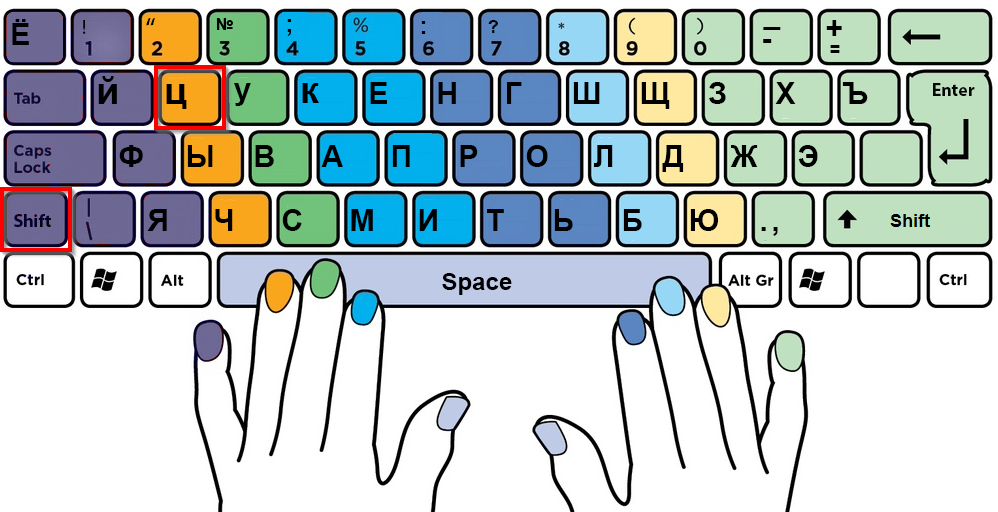 Ё ! 1 “ 2 № 3 ; 4 % 5 : 6 ? 7 * 8 ( 9 ) 0 — - + =
Tab Й Ц У К Е Н Г Ш Щ З Х Ъ Enter
Caps Lock Ф Ы В А П Р О Л Д Ж Э
Shift | \ Я Ч С М И Т Ь Б Ю . , Shift
Ctrl Alt Space Alt Gr Ctrl